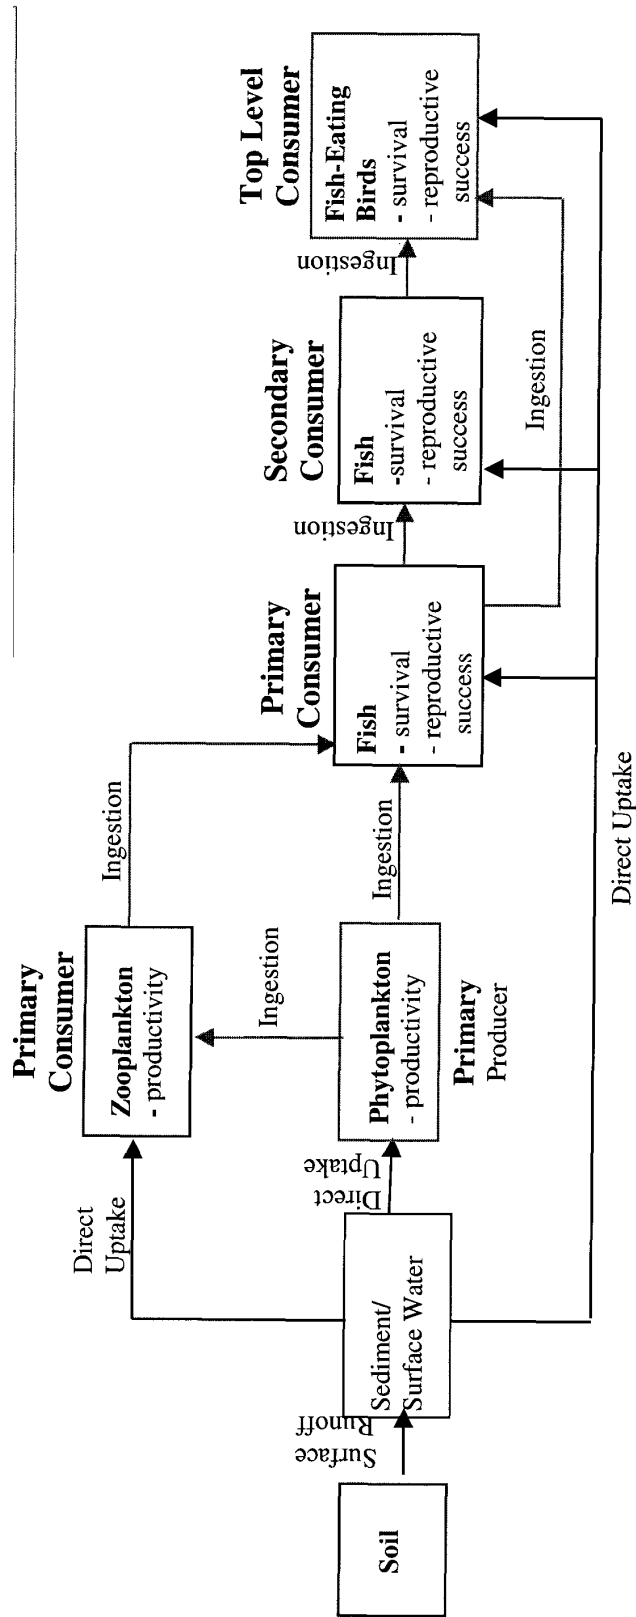 Soil
Surface
Runoff
Sediment/
Surface Water
Direct
Uptake
Direct
Uptake
Primary
Consumer
Zooplankton
- productivity
Ingestion
Phytoplankton
- productivity
Primary
Producer
Ingestion
Ingestion
Primary
Consumer
Fish
- survival
- reproductive
success
Ingestion
Secondary
Consumer
Fish
-survival
- reproductive
success
Ingestion
Top Level
Consumer
Fish-Eating
Birds
- survival
- reproductive
success
Ingestion
Direct Uptake